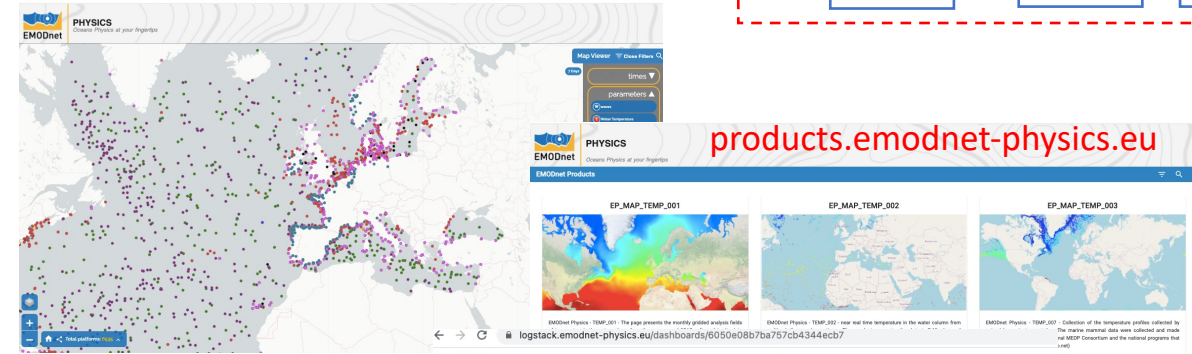 EMODnet
PHYSICS
Oceans Physics at your fingertips
Map Viewer
Close Filters
7 Days
times ▼
parameters ▲
waves
Water Temperature
Total platforms:
products.emodnet-physics.eu
EMODnet
PHYSICS
Oceans Physics at your fingertips
EMODnet Products
EP_MAP_TEMP_001
EP_MAP_TEMP_002
EP_MAP_TEMP_003
EMODnet Physics - TEMP_001 - The page presents the monthly gridded analysis fields
EMODnet Physics - TEMP_002 - near real time temperature in the water column from
EMODnet Physics - TEMP_007 - Collection of the temperature profiles collected by
The marine mammal data were collected and made
nal MEOP Consortium and the national programs that
logstack.emodnet-physics.eu/dashboards/6050e08b7ba757cb4344ecb7